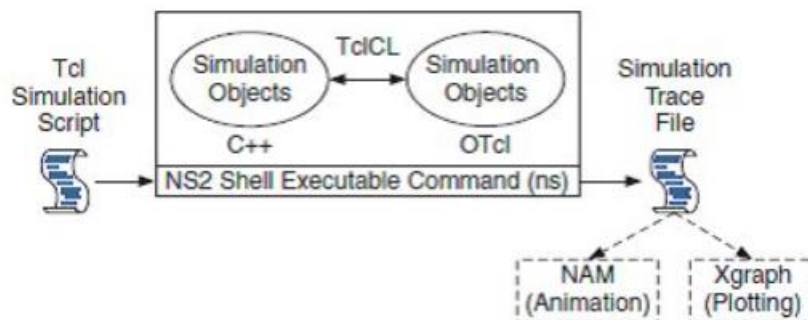 Tcl
Simulation
Script
Simulation
Objects
TclCL
Simulation
Objects
C++
OTcl
NS2 Shell Executable Command (ns)
Simulation
Trace
File
NAM
(Animation)
Xgraph
(Plotting)